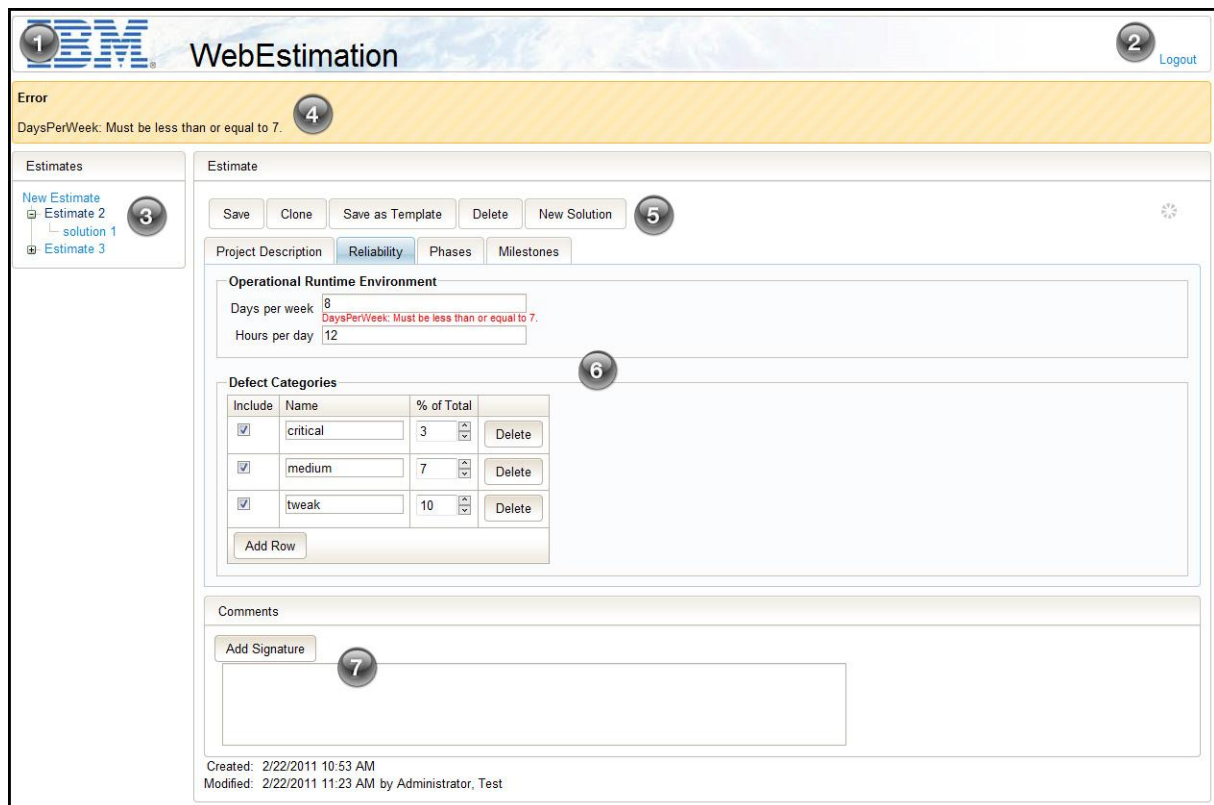 1 IBM®
WebEstimation
2
Logout
Error
DaysPerWeek: Must be less than or equal to 7.
4
Estimates
New Estimate
Estimate 2
solution 1
Estimate 3
3
Estimate
Save Clone Save as Template Delete New Solution 5
Project Description Reliability Phases Milestones
Operational Runtime Environment
Days per week 8
DaysPerWeek: Must be less than or equal to 7.
Hours per day 12
6
Defect Categories
Include Name % of Total
critical 3 Delete
medium 7 Delete
tweak 10 Delete
Add Row
Comments
Add Signature
7
Created: 2/22/2011 10:53 AM
Modified: 2/22/2011 11:23 AM by Administrator, Test